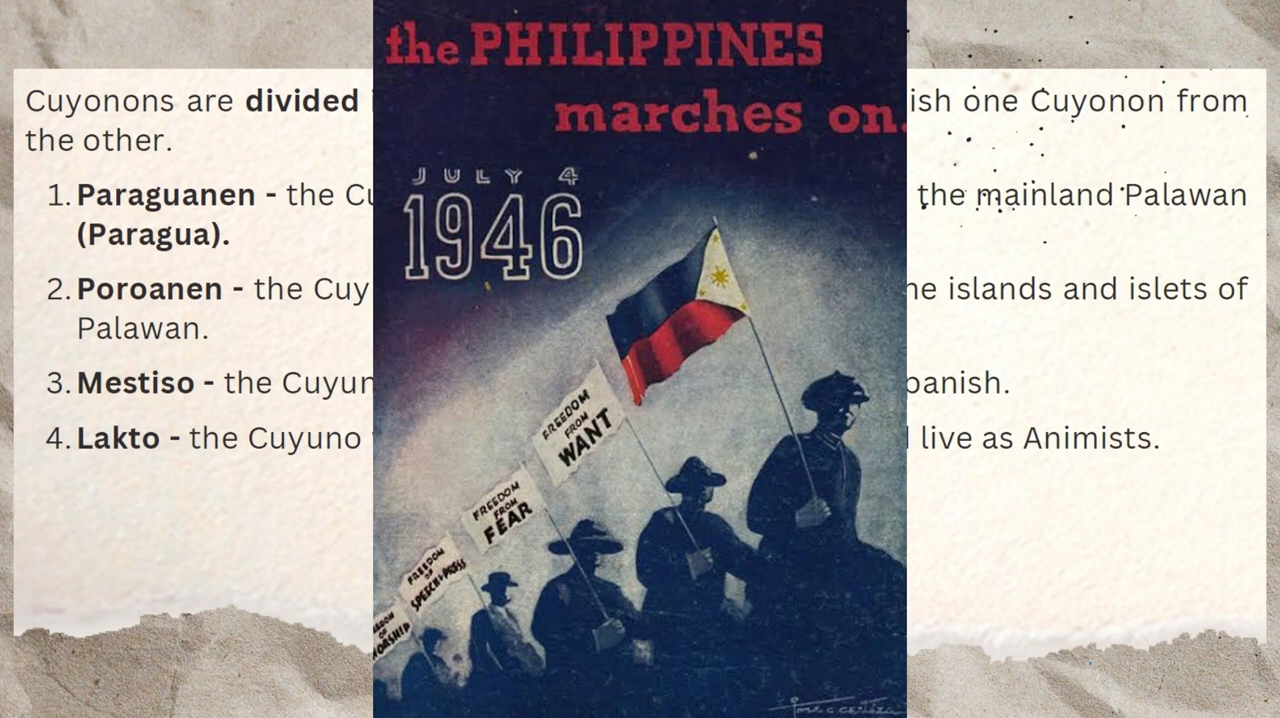 Cuyonons are divided ish one Cuyonon from
the other.
1. Paraguanen - the Cu the mainland Palawan
(Paragua).
2. Poroanen - the Cuy he islands and islets of
Palawan.
3. Mestiso - the Cuyun panish.
4. Lakto - the Cuyuno live as Animists.
the PHILIPPINES
marches on.
JULY 4
1946
FREEDOM
FROM
WANT
FREEDOM
FROM
FEAR
FREEDOM
OF
SPEECH & PRESS
EDOM
OF
ORSHIP